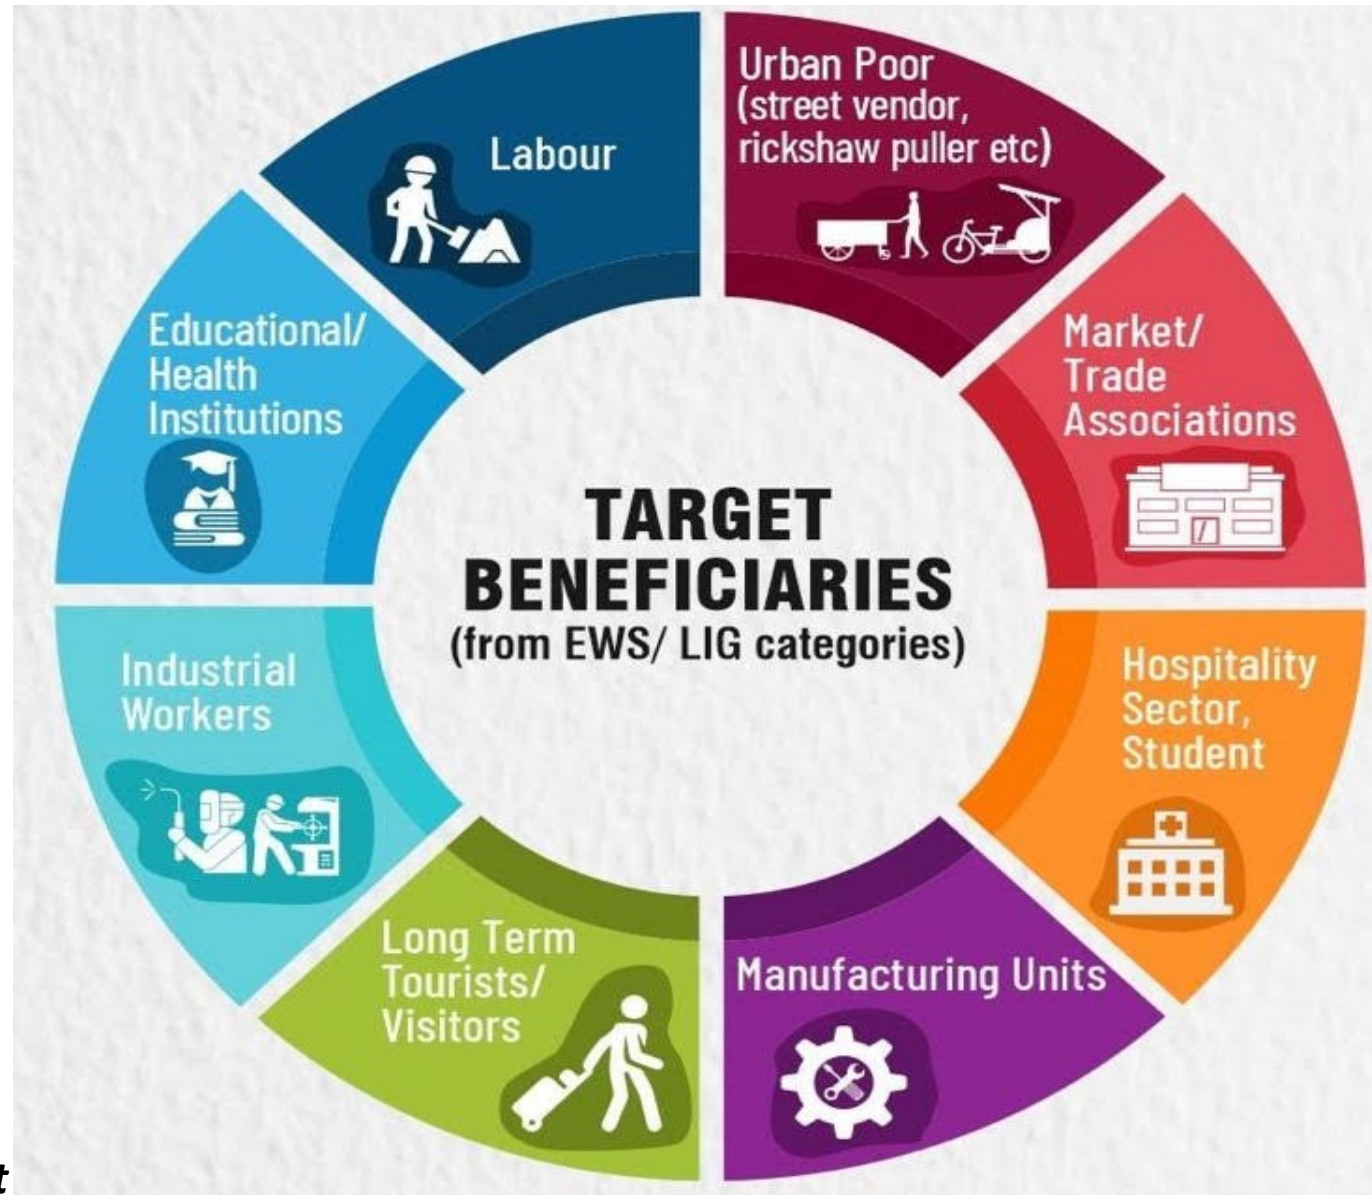 Labour
Urban Poor
(street vendor,
rickshaw puller etc)
Educational/
Health
Institutions
Market/
Trade
Associations
TARGET
BENEFICIARIES
(from EWS/ LIG categories)
Industrial
Workers
Hospitality
Sector,
Student
Long Term
Tourists/
Visitors
Manufacturing Units
t